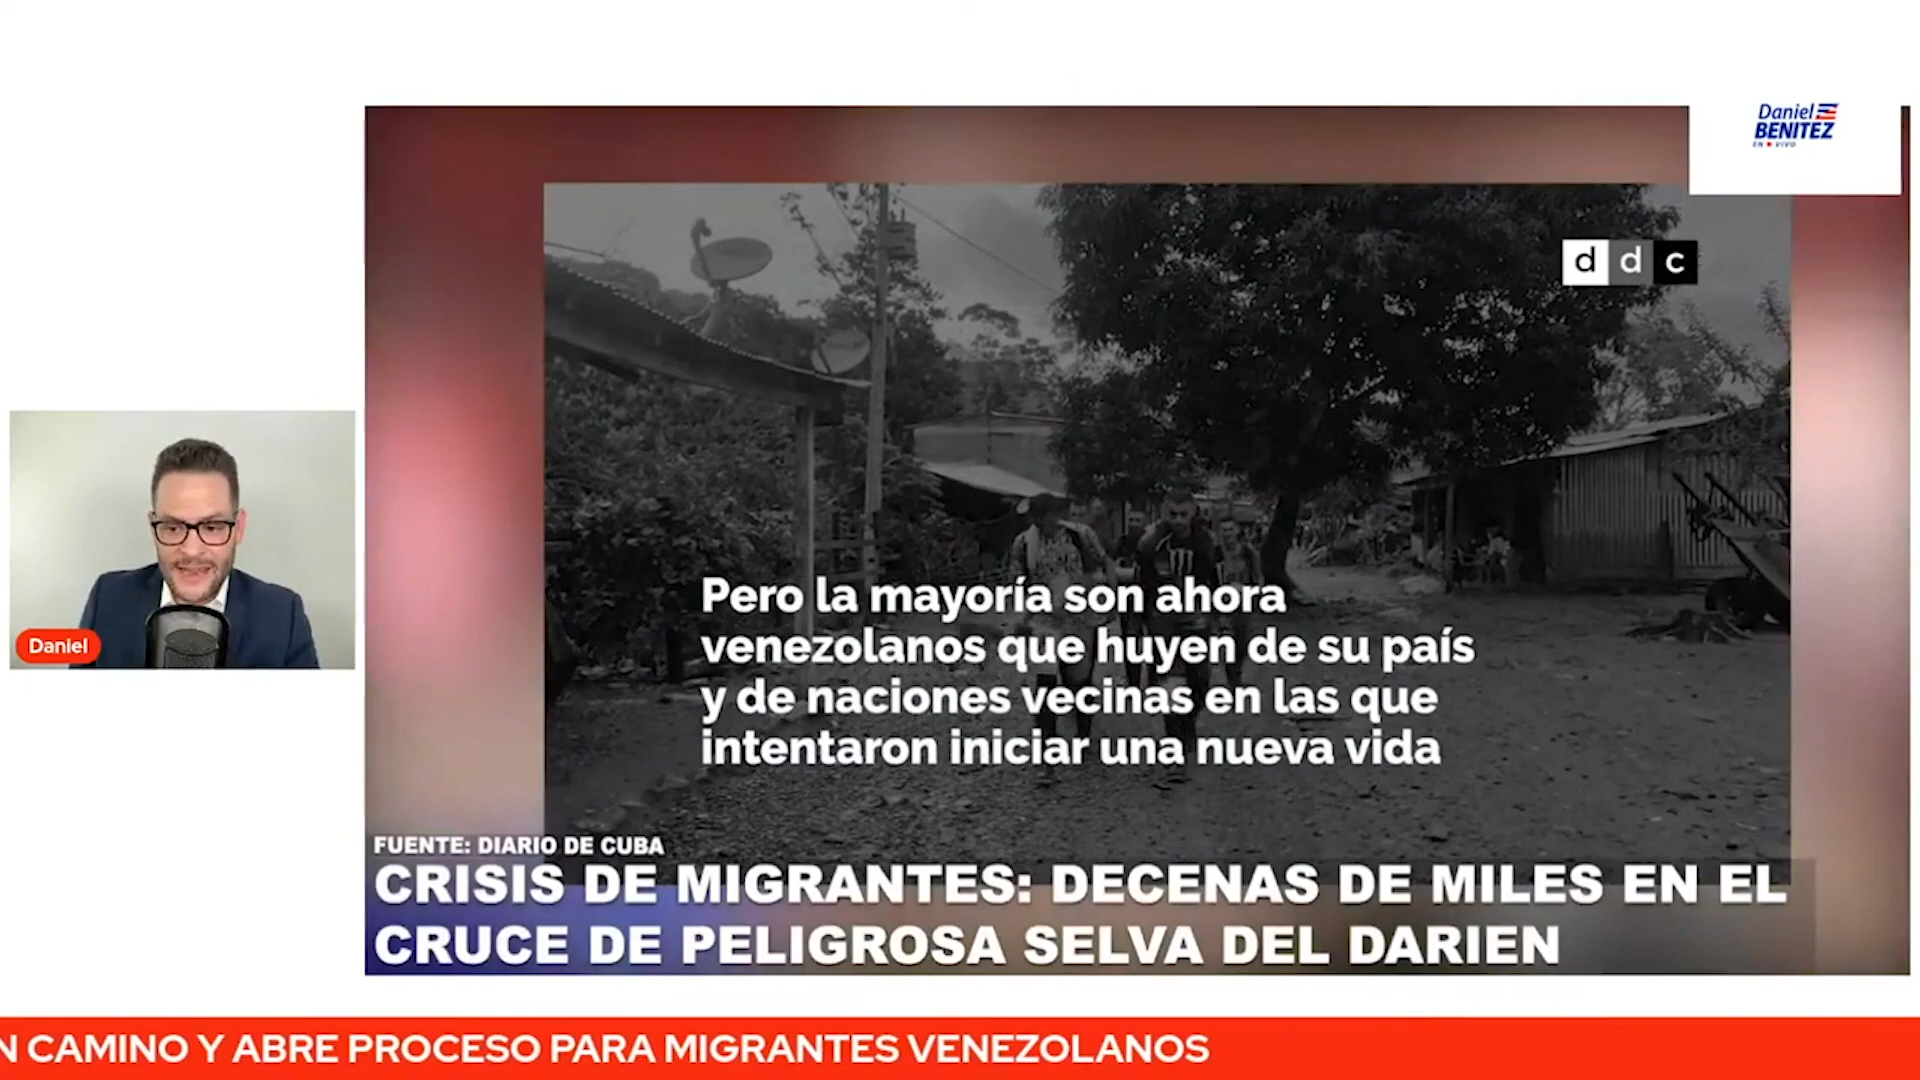 Daniel
BENITEZ
EN VIVO
d d c
Pero la mayoría son ahora
venezolanos que huyen de su país
y de naciones vecinas en las que
intentaron iniciar una nueva vida
Daniel
FUENTE: DIARIO DE CUBA
CRISIS DE MIGRANTES: DECENAS DE MILES EN EL
CRUCE DE PELIGROSA SELVA DEL DARIEN
N CAMINO Y ABRE PROCESO PARA MIGRANTES VENEZOLANOS